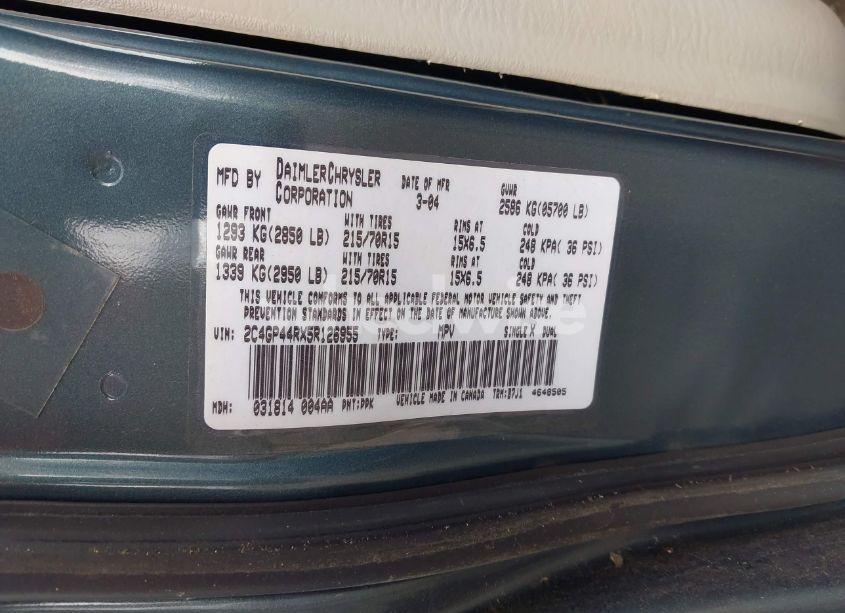 MFD BY DAIMLERCHRYSLER CORPORATION DATE OF MFR 3-04 GVWR 2586 KG(05700 LB)
GAWR FRONT WITH TIRES RIMS AT COLD
1293 KG(2850 LB) 215/70R15 15X6.5 248 KPA( 36 PSI)
GAWR REAR WITH TIRES RIMS AT COLD
1339 KG(2950 LB) 215/70R15 15X6.5 248 KPA( 36 PSI)
THIS VEHICLE CONFORMS TO ALL APPLICABLE FEDERAL MOTOR VEHICLE SAFETY AND THEFT
PREVENTION STANDARDS IN EFFECT ON THE DATE OF MANUFACTURE SHOWN ABOVE.
VIN: 2C4GP44RX5R126955 TYPE: MPV SINGLE X DUAL
MDH: 031814 004AA PNT:PPK VEHICLE MADE IN CANADA TRM:B7J1 4648505